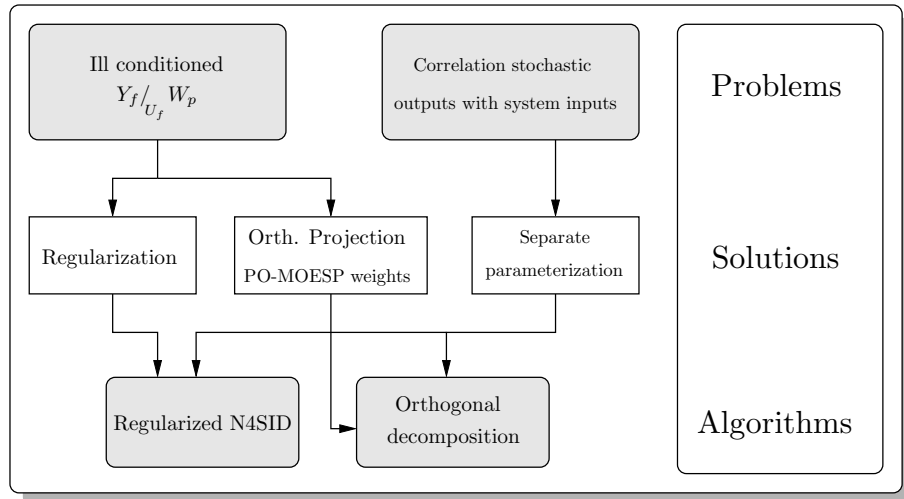 Ill conditioned
Y_f /_{U_f} W_p
Correlation stochastic
outputs with system inputs
Problems
Regularization
Orth. Projection
PO-MOESP weights
Separate
parameterization
Solutions
Regularized N4SID
Orthogonal
decomposition
Algorithms